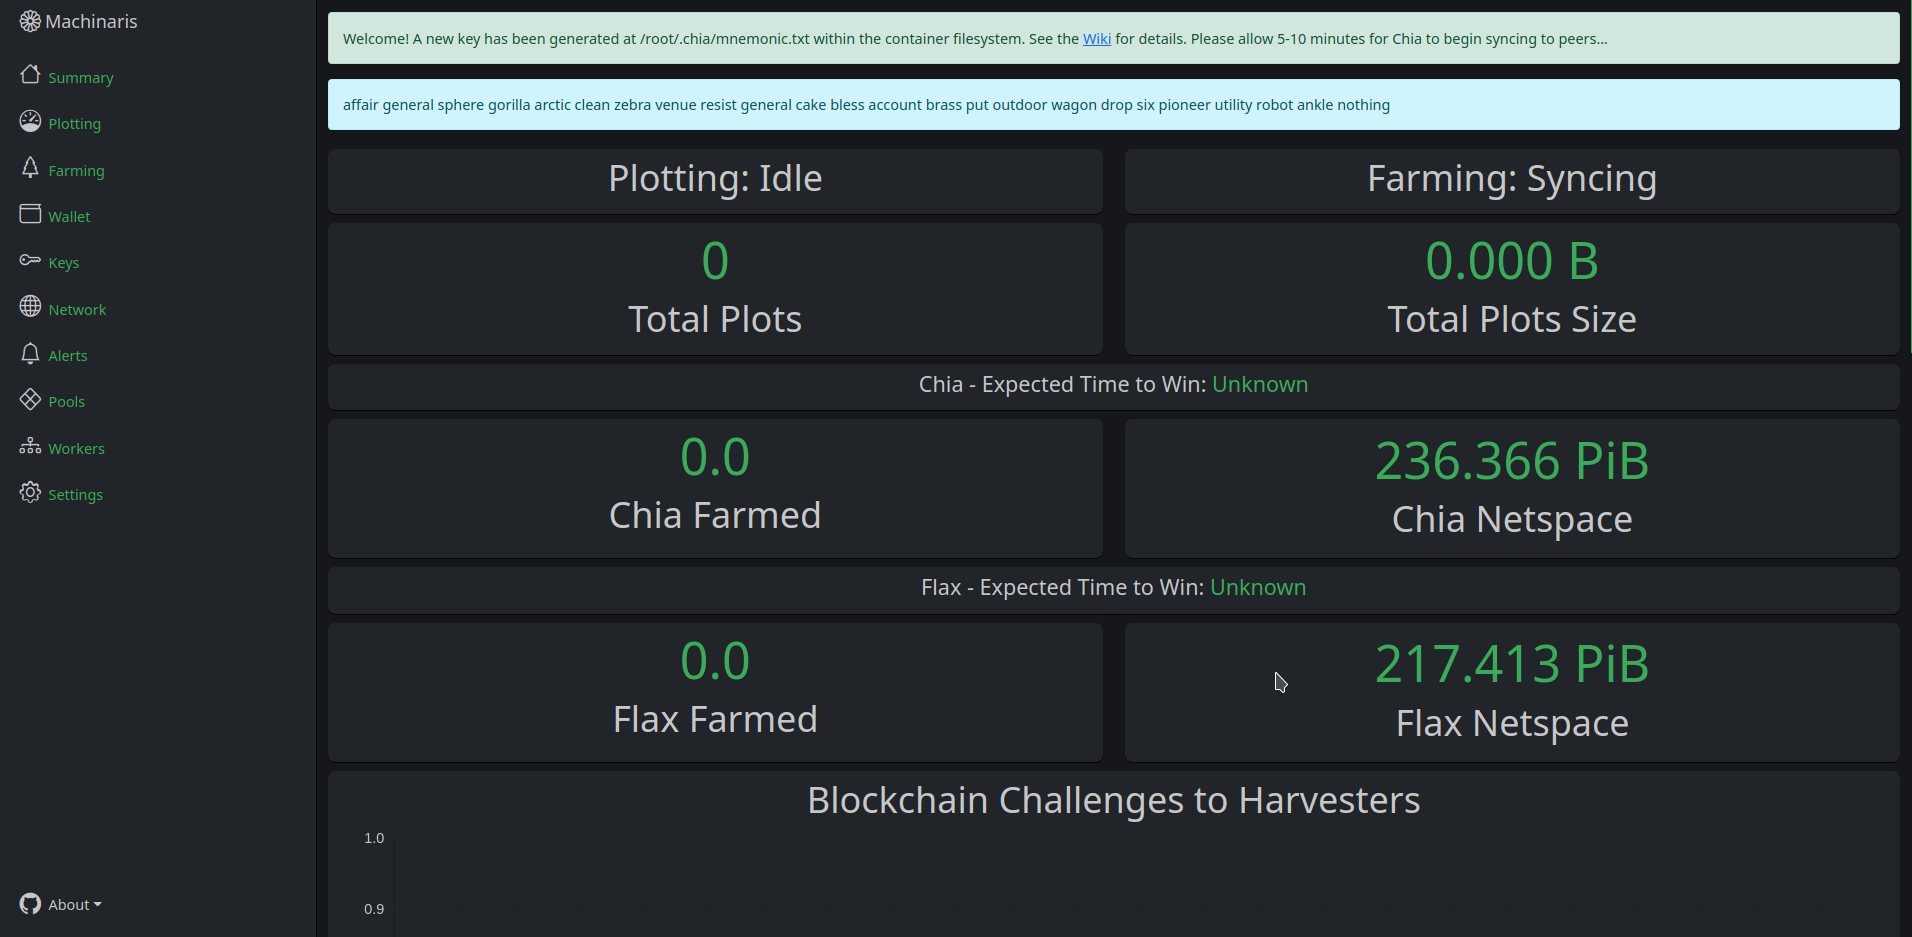 Machinaris
Summary
Plotting
Farming
Wallet
Keys
Network
Alerts
Pools
Workers
Settings
About
Welcome! A new key has been generated at /root/.chia/mnemonic.txt within the container filesystem. See the Wiki for details. Please allow 5-10 minutes for Chia to begin syncing to peers...
affair general sphere gorilla arctic clean zebra venue resist general cake bless account brass put outdoor wagon drop six pioneer utility robot ankle nothing
Plotting: Idle
Farming: Syncing
0
Total Plots
0.000 B
Total Plots Size
Chia - Expected Time to Win: Unknown
0.0
Chia Farmed
236.366 PiB
Chia Netspace
Flax - Expected Time to Win: Unknown
0.0
Flax Farmed
217.413 PiB
Flax Netspace
Blockchain Challenges to Harvesters
1.0
0.9